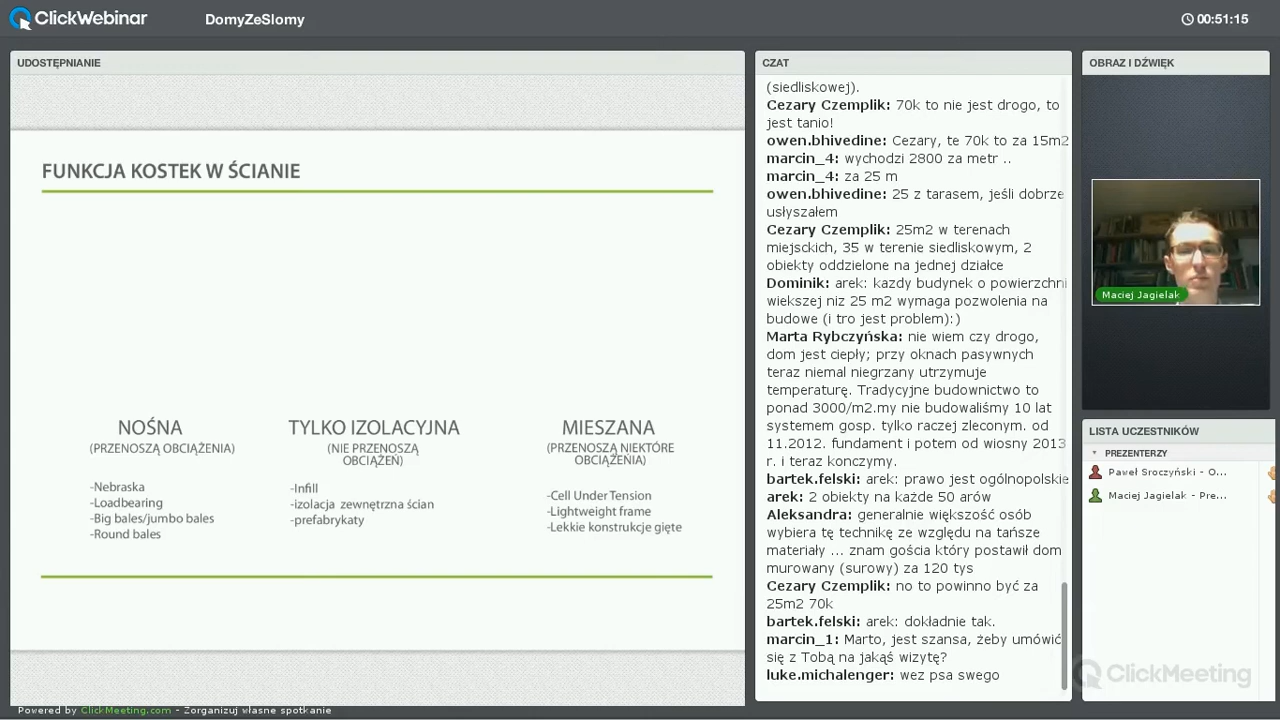 ClickWebinar
DomyZeSlomy
00:51:15
UDOSTĘPNIANIE
FUNKCJA KOSTEK W ŚCIANIE
NOŚNA
(PRZENOSZĄ OBCIĄŻENIA)
-Nebraska
-Loadbearing
-Big bales/jumbo bales
-Round bales
TYLKO IZOLACYJNA
(NIE PRZENOSZĄ
OBCIĄŻEŃ)
-Infill
-izolacja zewnętrzna ścian
-prefabrykaty
MIESZANA
(PRZENOSZĄ NIEKTÓRE
OBCIĄŻENIA)
-Cell Under Tension
-Lightweight frame
-Lekkie konstrukcje gięte
CZAT
(siedliskowej).
Cezary Czemplik: 70k to nie jest drogo, to
jest tanio!
owen.bhivedine: Cezary, te 70k to za 15m2
marcin_4: wychodzi 2800 za metr ..
marcin_4: za 25 m
owen.bhivedine: 25 z tarasem, jeśli dobrze
usłyszałem
Cezary Czemplik: 25m2 w terenach
miejskich, 35 w terenie siedliskowym, 2
obiekty oddzielone na jednej działce
Dominik: arek: kazdy budynek o powierzchni
wiekszej niz 25 m2 wymaga pozwolenia na
budowe (i tro jest problem):)
Marta Rybczyńska: nie wiem czy drogo,
dom jest ciepły; przy oknach pasywnych
teraz niemal niegrzany utrzymuje
temperaturę. Tradycyjne budownictwo to
ponad 3000/m2.my nie budowaliśmy 10 lat
systemem gosp. tylko raczej zleconym. od
11.2012. fundament i potem od wiosny 2013
r. i teraz konczymy.
bartek.felski: arek: prawo jest ogólnopolskie
arek: 2 obiekty na każde 50 arów
Aleksandra: generalnie większość osób
wybiera tę technikę ze względu na tańsze
materiały ... znam gościa który postawił dom
murowany (surowy) za 120 tys
Cezary Czemplik: no to powinno być za
25m2 70k
bartek.felski: arek: dokładnie tak.
marcin_1: Marto, jest szansa, żeby umówić
się z Tobą na jakąś wizytę?
luke.michalenger: wez psa swego
OBRAZ I DŹWIĘK
Maciej Jagielak
LISTA UCZESTNIKÓW
PREZENTERZY
Paweł Sroczyński - O...
Maciej Jagielak - Pre...
ClickMeeting
Powered by ClickMeeting.com - Zorganizuj własne spotkanie